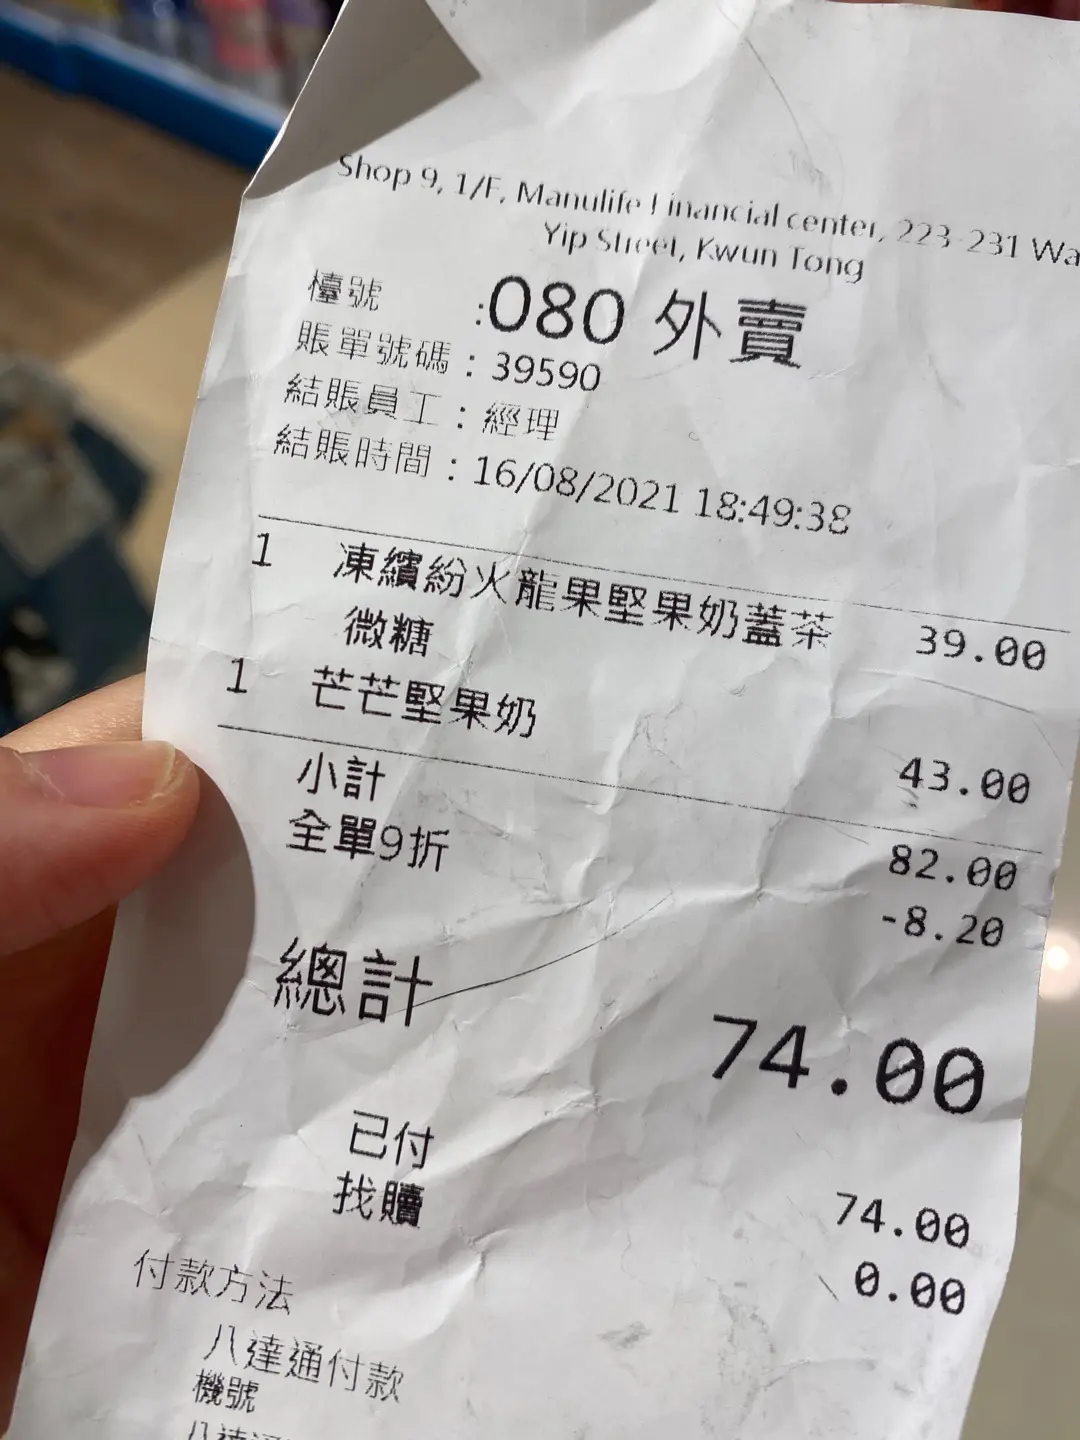 Shop 9, 1/F, Manulife Financial center, 223-231 Wa
Yip Street, Kwun Tong
檯號 :080 外賣
賬單號碼：39590
結賬員工：經理
結賬時間：16/08/2021 18:49:38
1 凍繽紛火龍果堅果奶蓋茶 39.00
微糖
1 芒芒堅果奶 43.00
小計 82.00
全單9折 -8.20
總計 74.00
已付 74.00
找贖 0.00
付款方法
八達通付款
機號
八達通